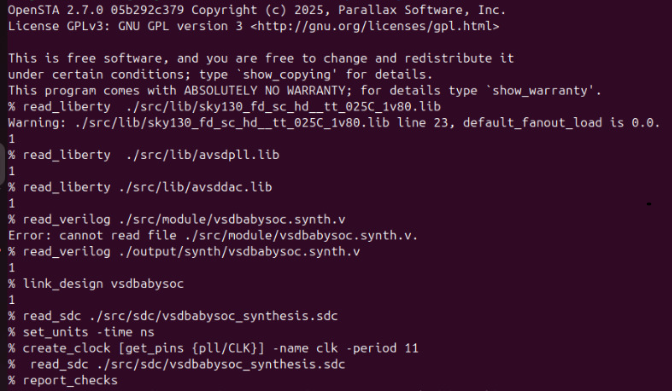 OpenSTA 2.7.0 05b292c379 Copyright (c) 2025, Parallax Software, Inc.
License GPLv3: GNU GPL version 3 <http://gnu.org/licenses/gpl.html>

This is free software, and you are free to change and redistribute it
under certain conditions; type `show_copying' for details.
This program comes with ABSOLUTELY NO WARRANTY; for details type `show_warranty'.
% read_liberty  ./src/lib/sky130_fd_sc_hd__tt_025C_1v80.lib
Warning: ./src/lib/sky130_fd_sc_hd__tt_025C_1v80.lib line 23, default_fanout_load is 0.0.
1
% read_liberty  ./src/lib/avsdpll.lib
1
% read_liberty ./src/lib/avsddac.lib
1
% read_verilog ./src/module/vsdbabysoc.synth.v
Error: cannot read file ./src/module/vsdbabysoc.synth.v.
% read_verilog ./output/synth/vsdbabysoc.synth.v
1
% link_design vsdbabysoc
1
% read_sdc ./src/sdc/vsdbabysoc_synthesis.sdc
% set_units -time ns
% create_clock [get_pins {pll/CLK}] -name clk -period 11
%  read_sdc ./src/sdc/vsdbabysoc_synthesis.sdc
% report_checks